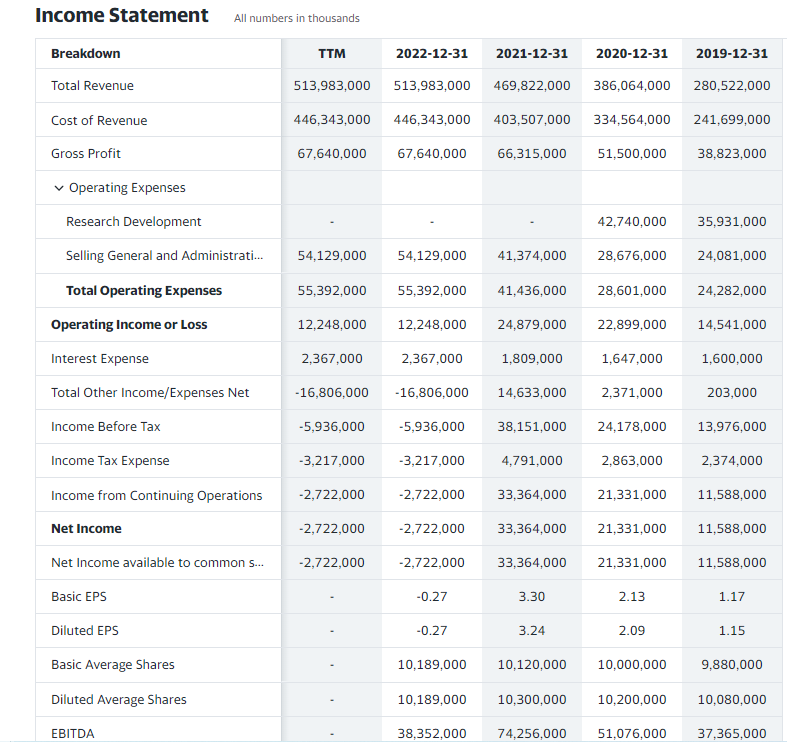 Income Statement All numbers in thousands
Breakdown TTM 2022-12-31 2021-12-31 2020-12-31 2019-12-31
Total Revenue 513,983,000 513,983,000 469,822,000 386,064,000 280,522,000
Cost of Revenue 446,343,000 446,343,000 403,507,000 334,564,000 241,699,000
Gross Profit 67,640,000 67,640,000 66,315,000 51,500,000 38,823,000
Operating Expenses
Research Development - - - 42,740,000 35,931,000
Selling General and Administrati... 54,129,000 54,129,000 41,374,000 28,676,000 24,081,000
Total Operating Expenses 55,392,000 55,392,000 41,436,000 28,601,000 24,282,000
Operating Income or Loss 12,248,000 12,248,000 24,879,000 22,899,000 14,541,000
Interest Expense 2,367,000 2,367,000 1,809,000 1,647,000 1,600,000
Total Other Income/Expenses Net -16,806,000 -16,806,000 14,633,000 2,371,000 203,000
Income Before Tax -5,936,000 -5,936,000 38,151,000 24,178,000 13,976,000
Income Tax Expense -3,217,000 -3,217,000 4,791,000 2,863,000 2,374,000
Income from Continuing Operations -2,722,000 -2,722,000 33,364,000 21,331,000 11,588,000
Net Income -2,722,000 -2,722,000 33,364,000 21,331,000 11,588,000
Net Income available to common s... -2,722,000 -2,722,000 33,364,000 21,331,000 11,588,000
Basic EPS - -0.27 3.30 2.13 1.17
Diluted EPS - -0.27 3.24 2.09 1.15
Basic Average Shares - 10,189,000 10,120,000 10,000,000 9,880,000
Diluted Average Shares - 10,189,000 10,300,000 10,200,000 10,080,000
EBITDA - 38,352,000 74,256,000 51,076,000 37,365,000